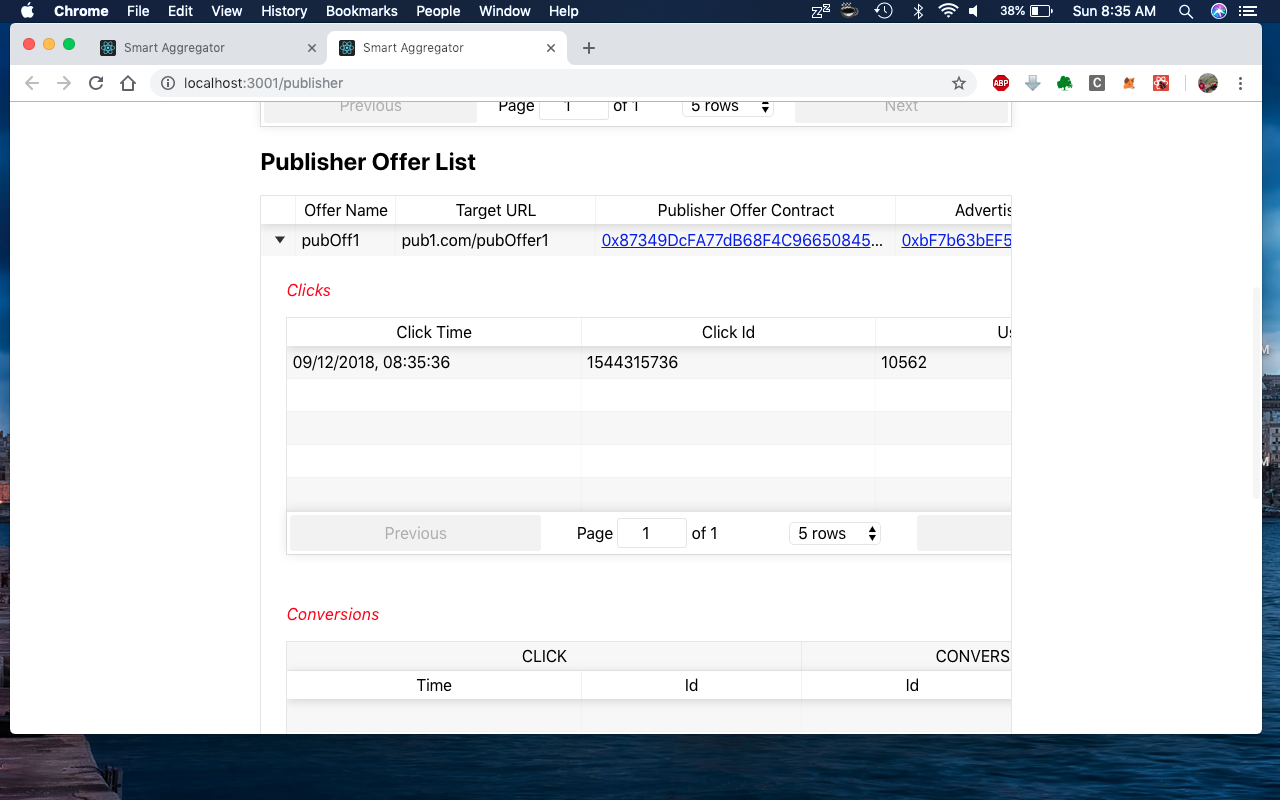 Chrome File Edit View History Bookmarks People Window Help 38% Sun 8:35 AM
Smart Aggregator Smart Aggregator
localhost:3001/publisher ABP C
Previous Page 1 of 1 5 rows Next
Publisher Offer List
Offer Name Target URL Publisher Offer Contract Advertis
pubOff1 pub1.com/pubOffer1 0x87349DcFA77dB68F4C96650845... 0xbF7b63bEF5
Clicks
Click Time Click Id Us
09/12/2018, 08:35:36 1544315736 10562
Previous Page 1 of 1 5 rows
Conversions
CLICK CONVERS
Time Id Id